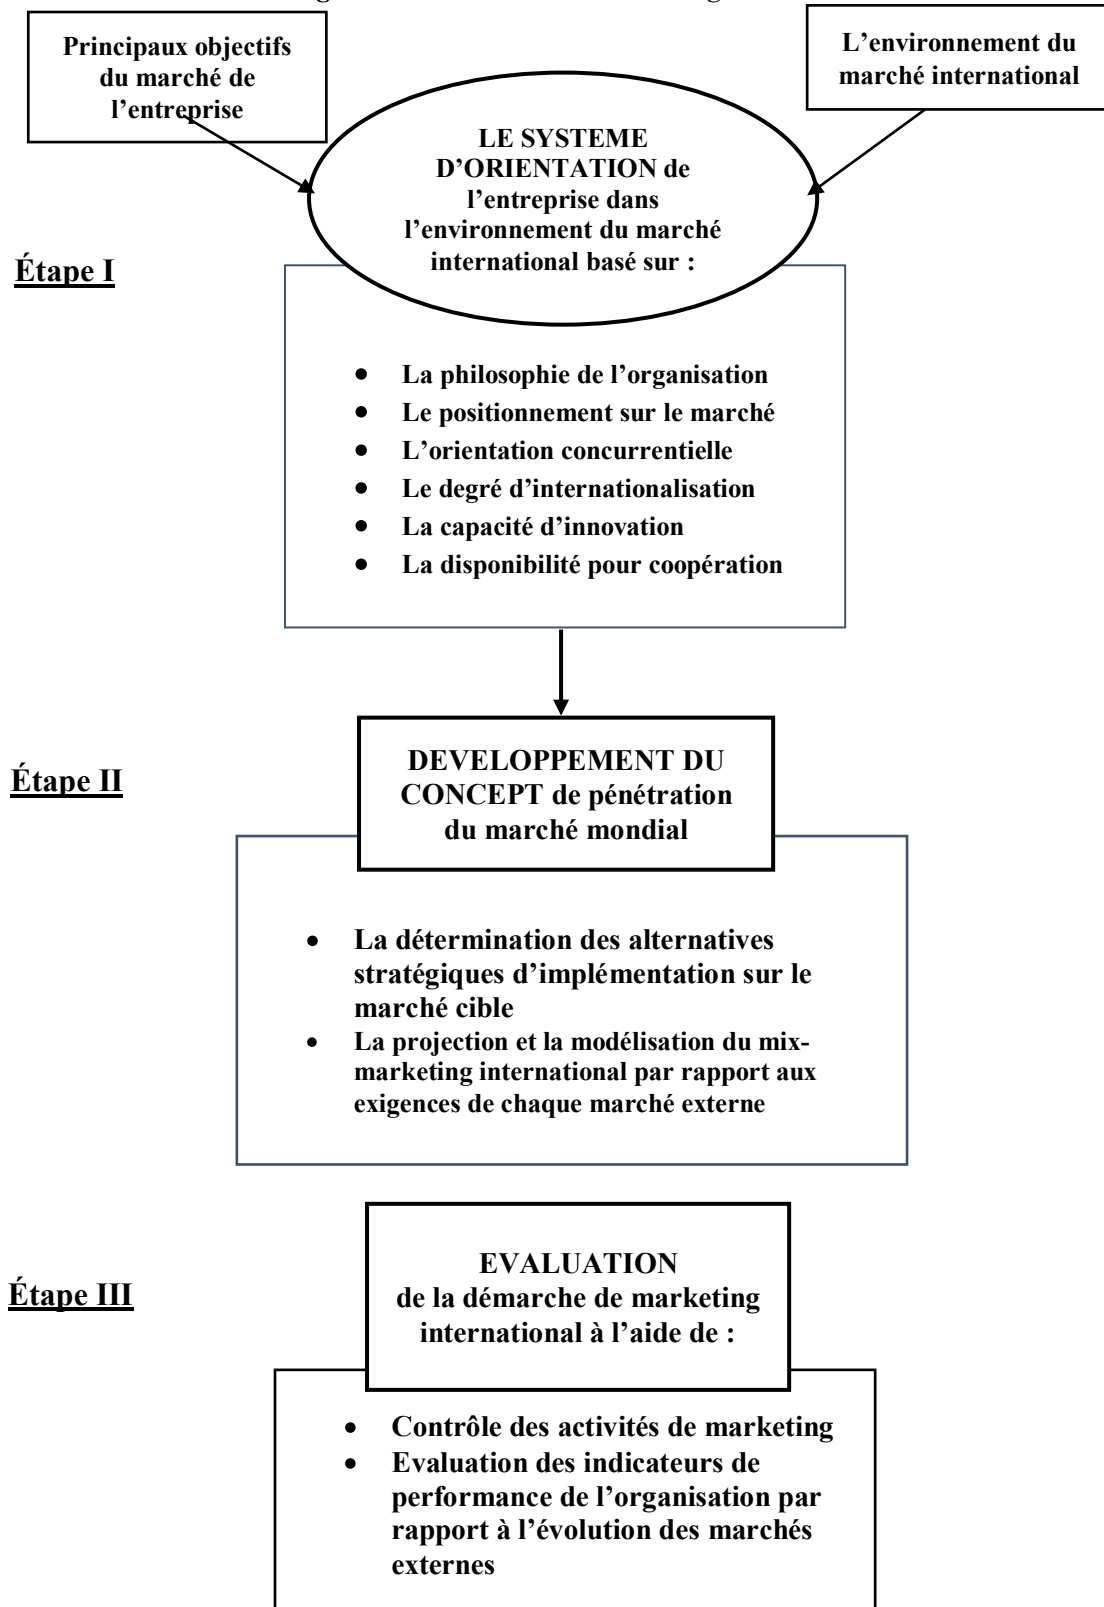 Principaux objectifs
du marché de
l’entreprise
L’environnement du
marché international
LE SYSTEME
D’ORIENTATION de
l’entreprise dans
l’environnement du marché
international basé sur :
Étape I
• La philosophie de l’organisation
• Le positionnement sur le marché
• L’orientation concurrentielle
• Le degré d’internationalisation
• La capacité d’innovation
• La disponibilité pour coopération
Étape II
DEVELOPPEMENT DU
CONCEPT de pénétration
du marché mondial
• La détermination des alternatives
stratégiques d’implémentation sur le
marché cible
• La projection et la modélisation du mix-
marketing international par rapport aux
exigences de chaque marché externe
Étape III
EVALUATION
de la démarche de marketing
international à l’aide de :
• Contrôle des activités de marketing
• Evaluation des indicateurs de
performance de l’organisation par
rapport à l’évolution des marchés
externes